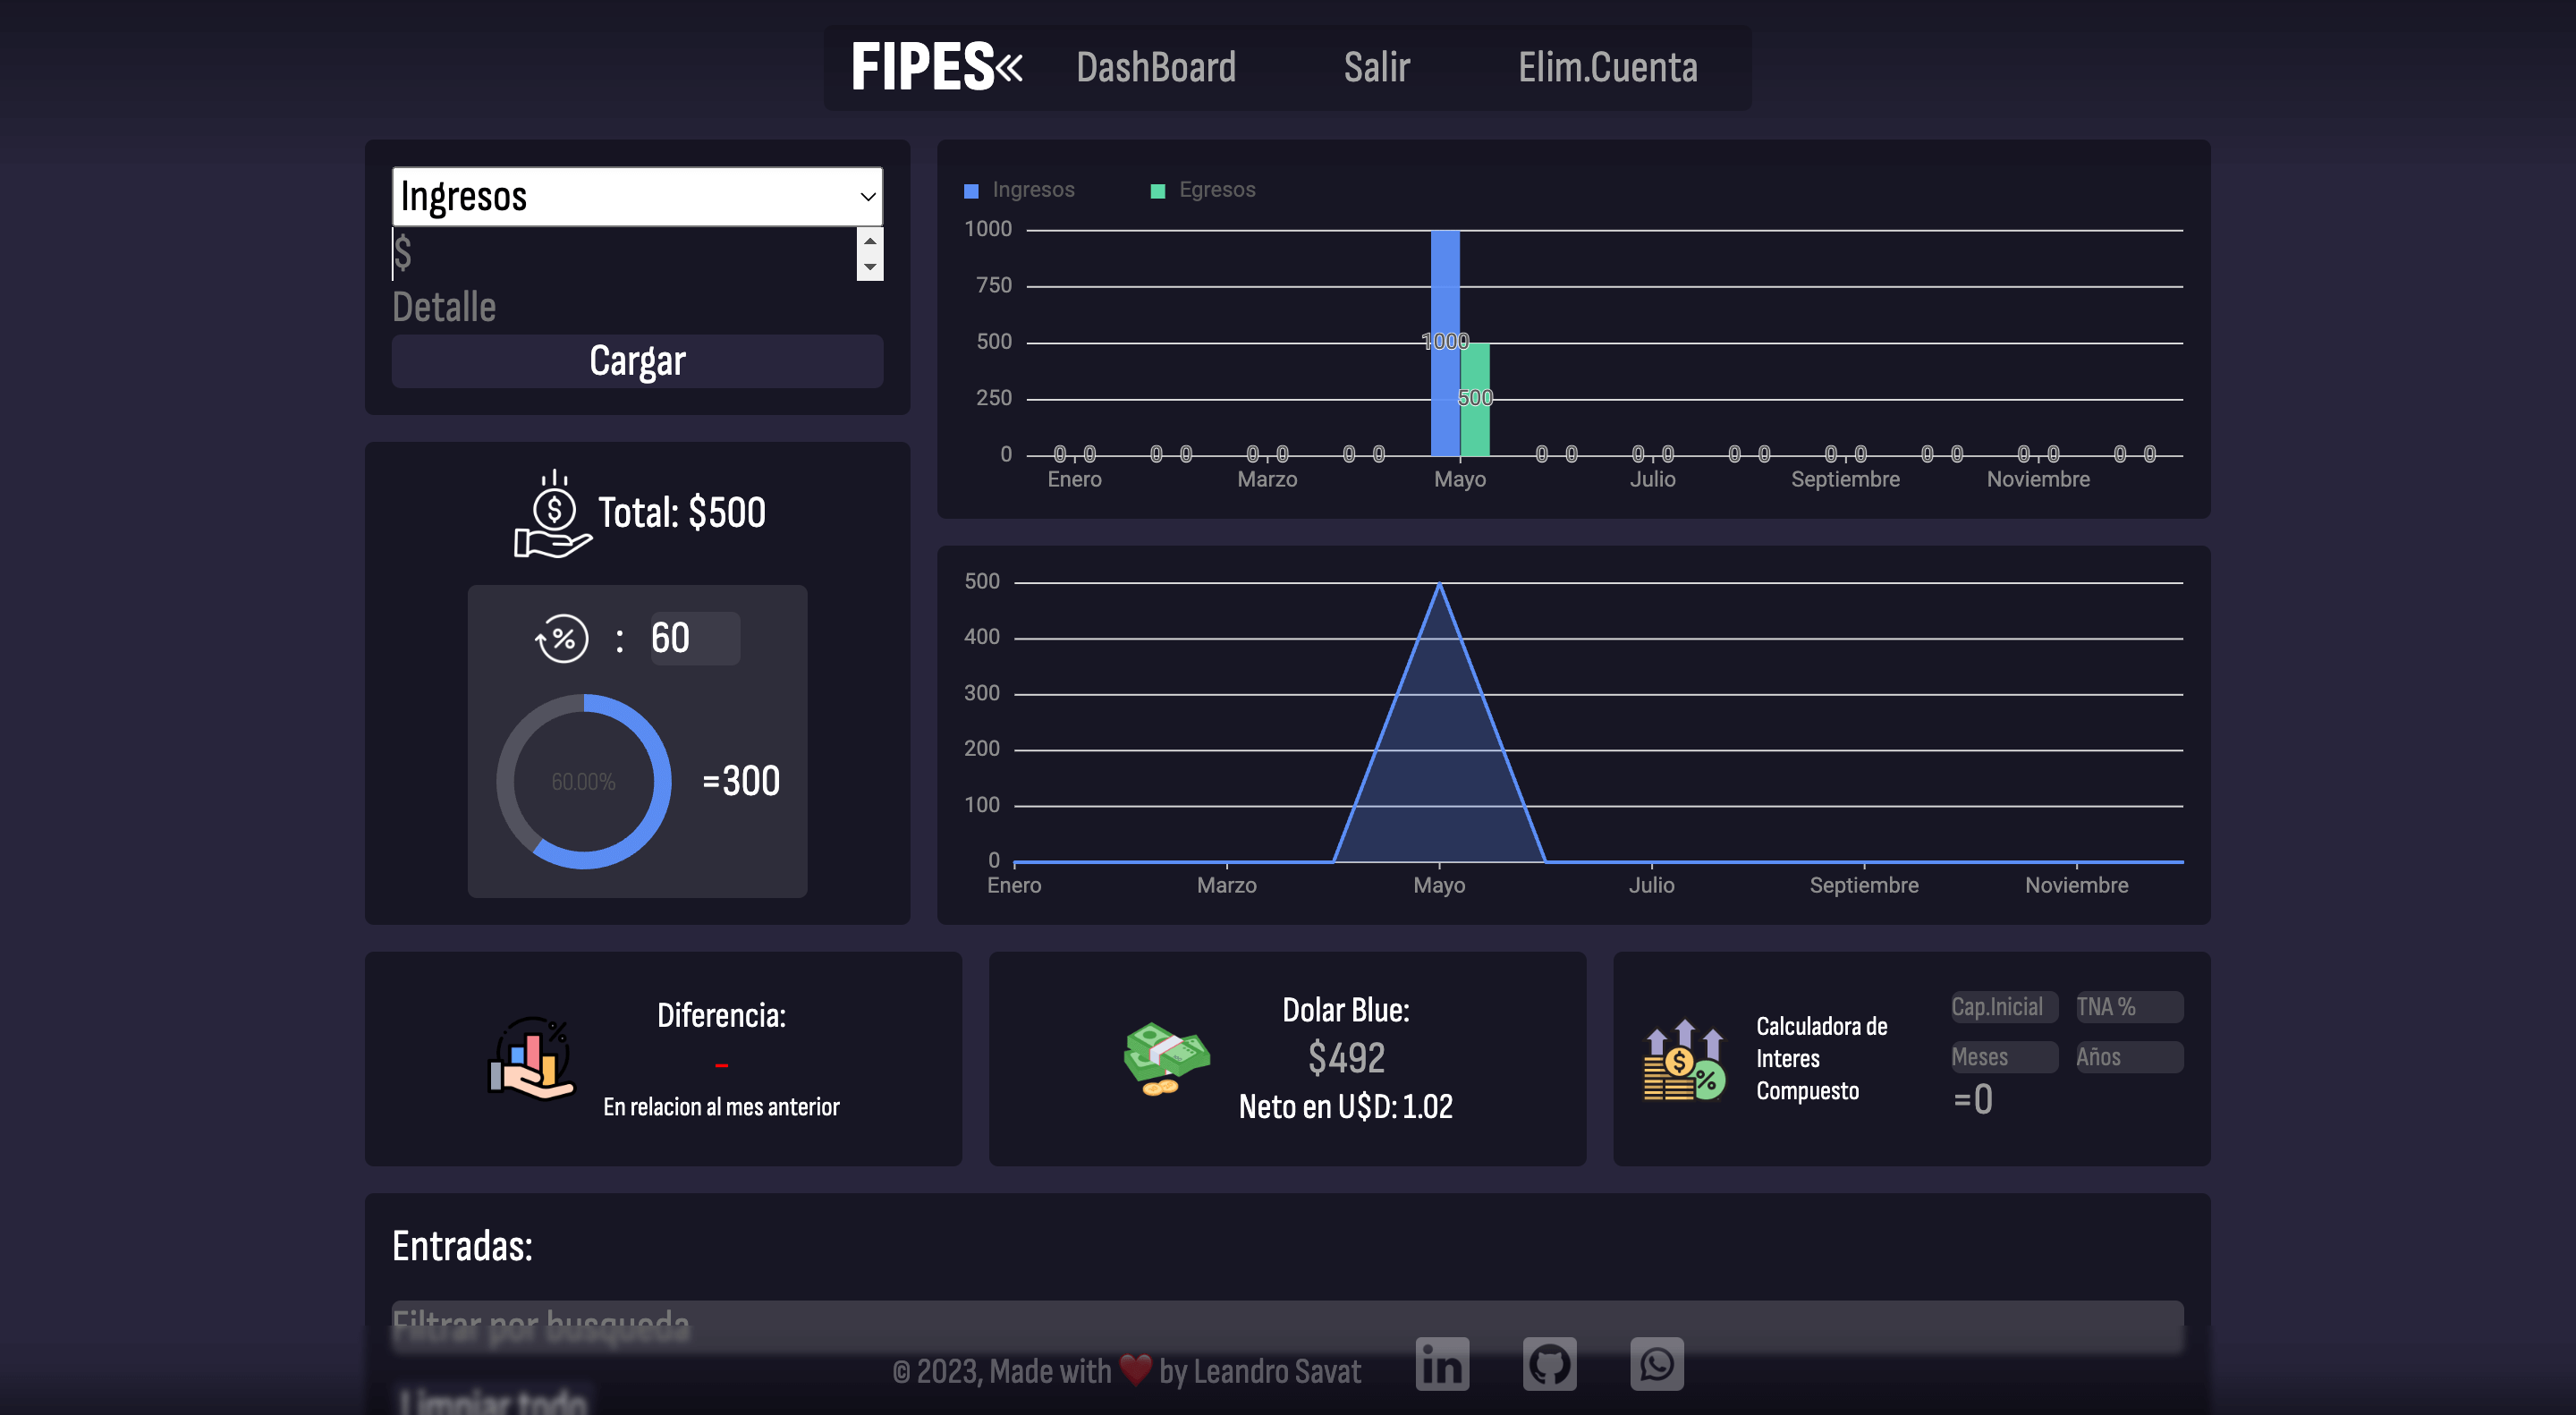 FIPES« DashBoard Salir Elim.Cuenta
Ingresos
$
Detalle
Cargar
Total: $500
% : 60
60.00%
=300
Ingresos Egresos
1000
750
500
250
0
1000
500
0 0 0 0 0 0 0 0 0 0 0 0 0 0 0 0 0 0 0 0 0 0
Enero Marzo Mayo Julio Septiembre Noviembre
500
400
300
200
100
0
Enero Marzo Mayo Julio Septiembre Noviembre
Diferencia:
-
En relacion al mes anterior
Dolar Blue:
$492
Neto en U$D: 1.02
Calculadora de
Interes
Compuesto
Cap.Inicial TNA %
Meses Años
=0
Entradas:
Filtrar por busqueda
Limpiar todo
© 2023, Made with ❤️ by Leandro Savat